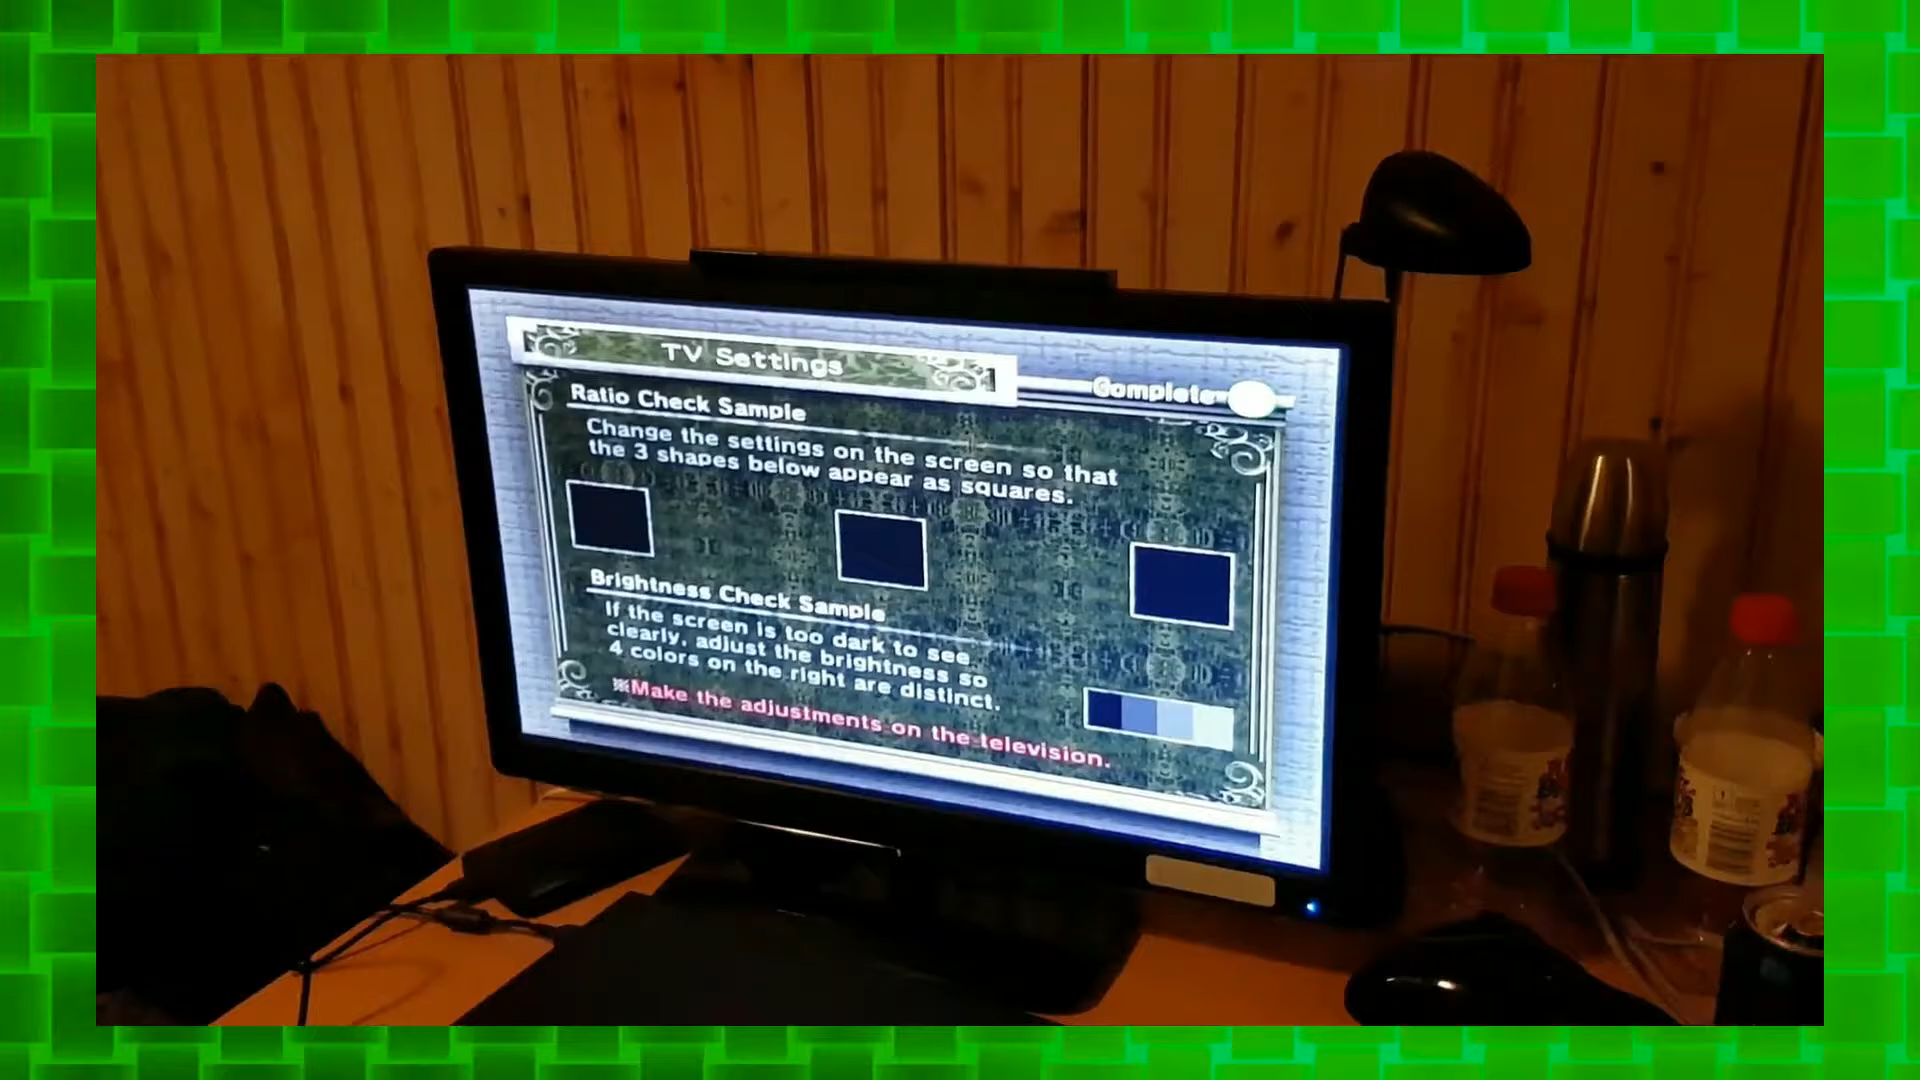 TV Settings
Complete
Ratio Check Sample
Change the settings on the screen so that
the 3 shapes below appear as squares.
Brightness Check Sample
If the screen is too dark to see
clearly, adjust the brightness so
4 colors on the right are distinct.
※Make the adjustments on the television.